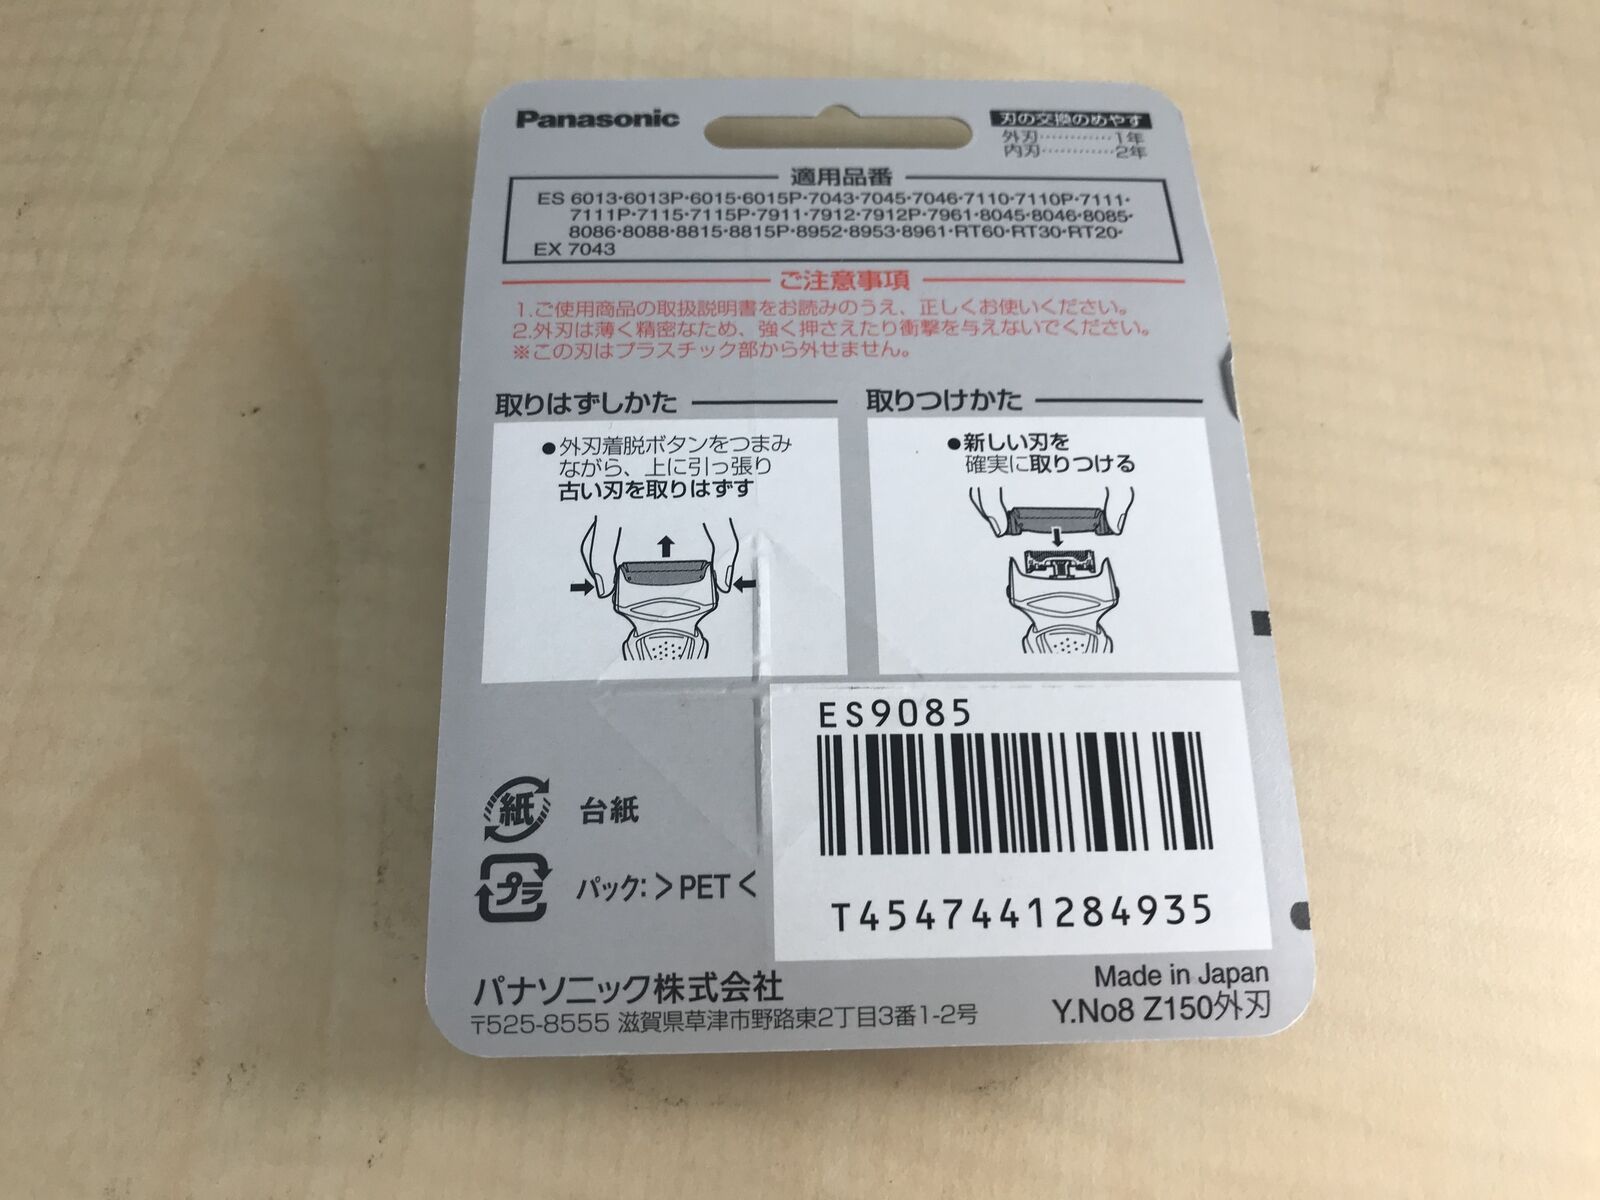 Panasonic
刃の交換のめやす
外刃…………1年
内刃…………2年
適用品番
ES 6013・6013P・6015・6015P・7043・7045・7046・7110・7110P・7111・
7111P・7115・7115P・7911・7912・7912P・7961・8045・8046・8085・
8086・8088・8815・8815P・8952・8953・8961・RT60・RT30・RT20・
EX 7043
ご注意事項
1.ご使用商品の取扱説明書をお読みのうえ、正しくお使いください。
2.外刃は薄く精密なため、強く押さえたり衝撃を与えないでください。
※この刃はプラスチック部から外せません。
取りはずしかた
●外刃着脱ボタンをつまみ
ながら、上に引っ張り
古い刃を取りはずす
取りつけかた
●新しい刃を
確実に取りつける
ES9085
T4547441284935
紙 台紙
プラ パック:>PET<
パナソニック株式会社
〒525-8555 滋賀県草津市野路東2丁目3番1-2号
Made in Japan
Y.No8 Z150外刃